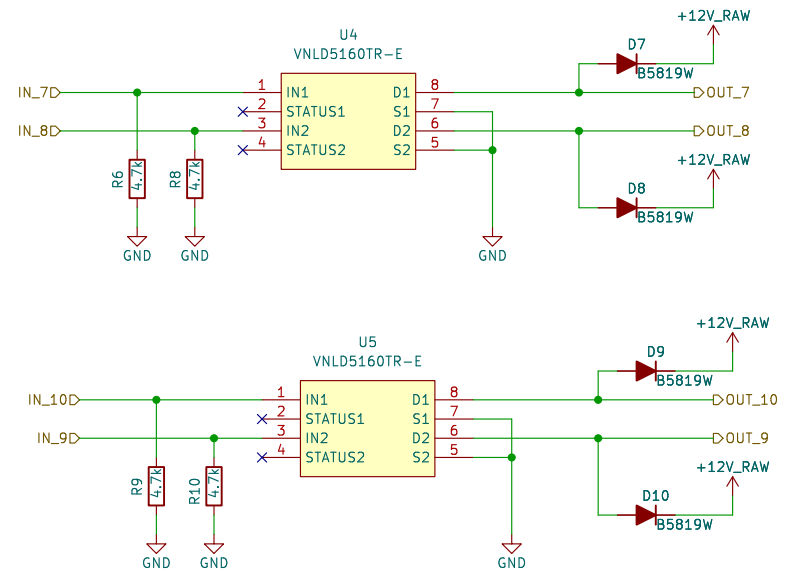 +12V_RAW
U4
VNLD5160TR-E
D7
B5819W
IN_7
1
IN1
D1
8
OUT_7
2
STATUS1
S1
7
IN_8
3
IN2
D2
6
OUT_8
4
STATUS2
S2
5
+12V_RAW
R6
4.7k
R8
4.7k
D8
B5819W
GND
GND
GND
+12V_RAW
U5
VNLD5160TR-E
D9
B5819W
IN_10
1
IN1
D1
8
OUT_10
2
STATUS1
S1
7
IN_9
3
IN2
D2
6
OUT_9
4
STATUS2
S2
5
+12V_RAW
R9
4.7k
R10
4.7k
D10
B5819W
GND
GND
GND